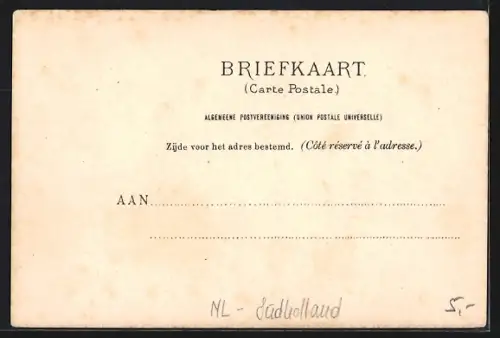 BRIEFKAART.
(Carte Postale.)
ALGEMEENE POSTVEREENIGING (UNION POSTALE UNIVERSELLE)
Zijde voor het adres bestemd. (Côté réservé à l'adresse.)
AAN
NL - Südholland 5,-